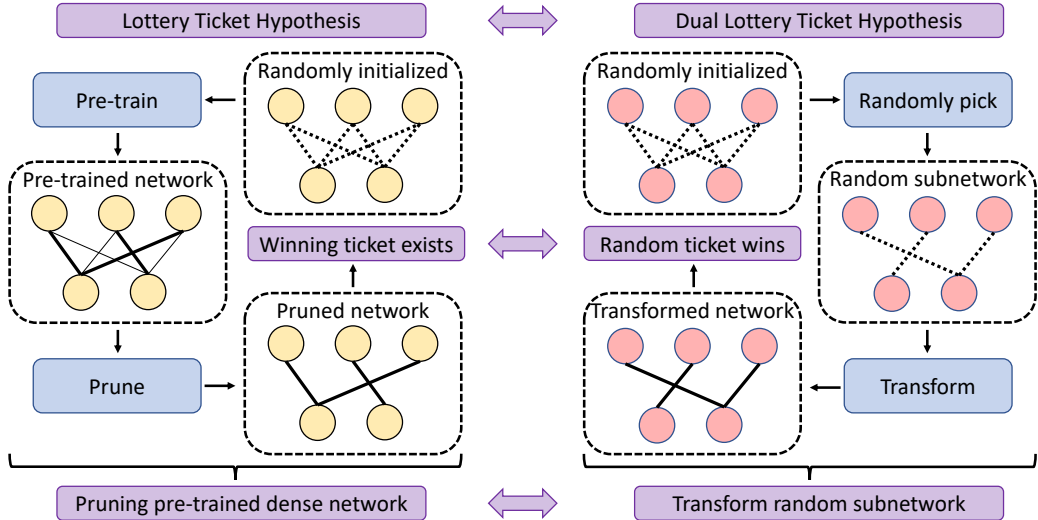 Lottery Ticket Hypothesis
Dual Lottery Ticket Hypothesis
Randomly initialized
Pre-train
Pre-trained network
Winning ticket exists
Pruned network
Prune
Pruning pre-trained dense network
Randomly initialized
Randomly pick
Random subnetwork
Random ticket wins
Transformed network
Transform
Transform random subnetwork